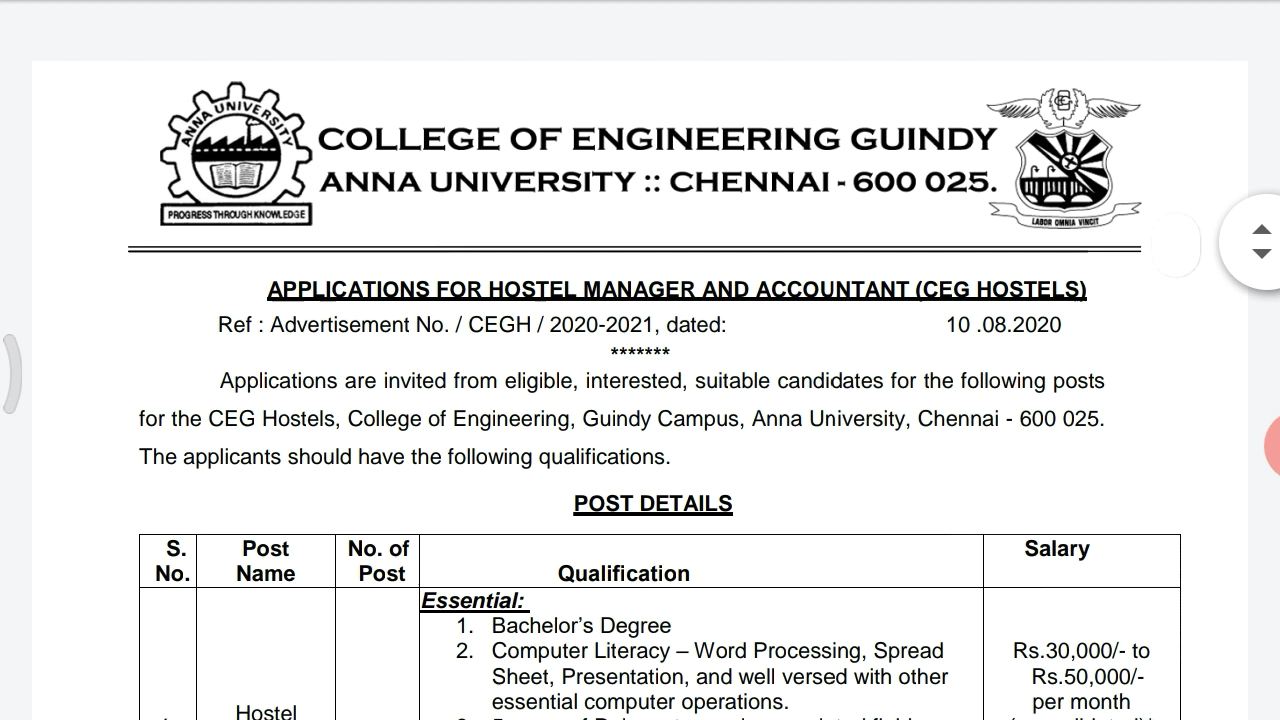 ANNA UNIVERSITY
PROGRESS THROUGH KNOWLEDGE
COLLEGE OF ENGINEERING GUINDY
ANNA UNIVERSITY :: CHENNAI - 600 025.
LABOR OMNIA VINCIT
APPLICATIONS FOR HOSTEL MANAGER AND ACCOUNTANT (CEG HOSTELS)
Ref : Advertisement No. / CEGH / 2020-2021, dated: 10 .08.2020
*******
Applications are invited from eligible, interested, suitable candidates for the following posts
for the CEG Hostels, College of Engineering, Guindy Campus, Anna University, Chennai - 600 025.
The applicants should have the following qualifications.
POST DETAILS
S. No.
Post Name
No. of Post
Qualification
Salary
Essential:
1. Bachelor's Degree
2. Computer Literacy – Word Processing, Spread
Sheet, Presentation, and well versed with other
essential computer operations.
Rs.30,000/- to
Rs.50,000/-
per month
Hostel